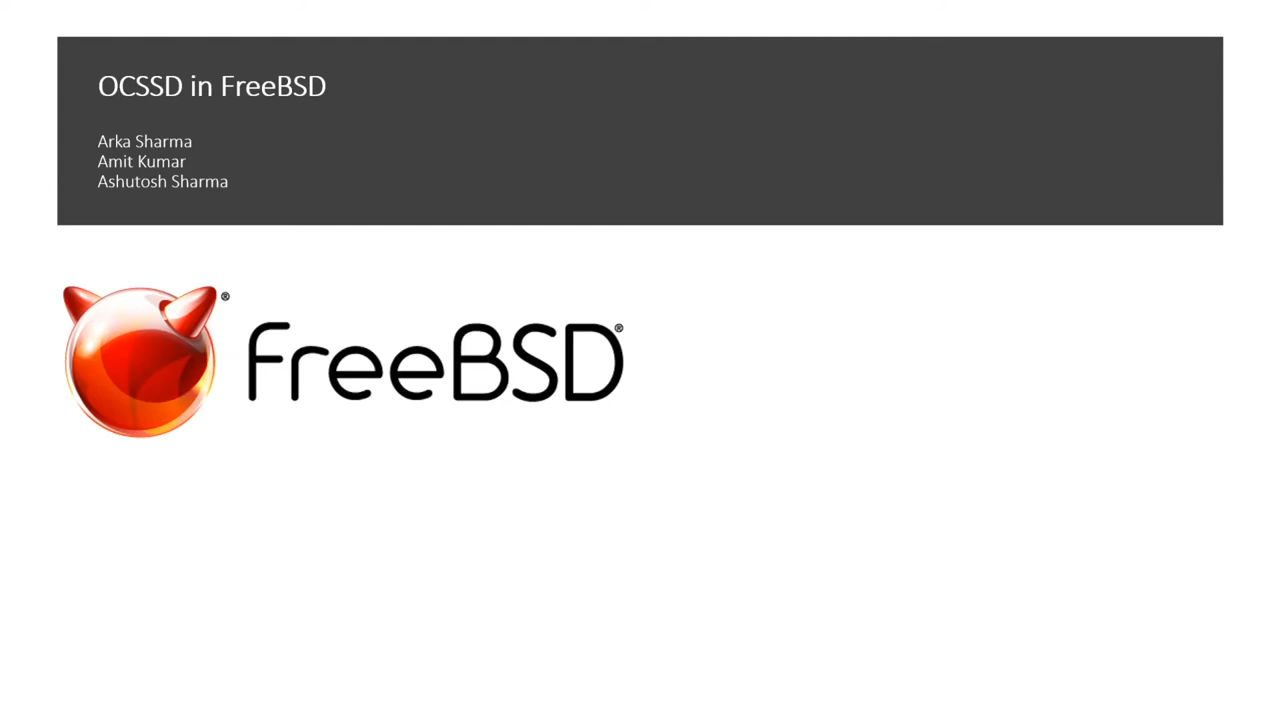 OCSSD in FreeBSD
Arka Sharma
Amit Kumar
Ashutosh Sharma
® FreeBSD®